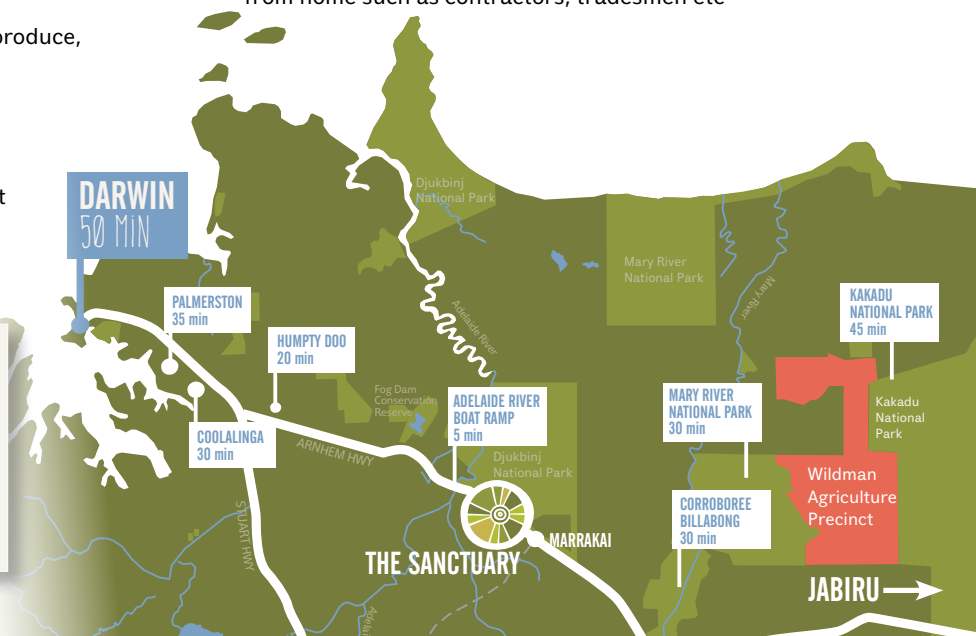 from home such as contractors, tradesmen etc
produce,
t
DARWIN
50 MiN
PALMERSTON
35 min
HUMPTY DOO
20 min
COOLALINGA
30 min
ADELAIDE RIVER
BOAT RAMP
5 min
MARY RIVER
NATIONAL PARK
30 min
CORROBOREE
BILLABONG
30 min
KAKADU
NATIONAL PARK
45 min
Djukbinj
National Park
Mary River
National Park
Mary River
Adelaide River
Fog Dam
Conservation
Reserve
ARNHEM HWY
STUART HWY
Djukbinj
National Park
Kakadu
National
Park
Wildman
Agriculture
Precinct
MARRAKAI
THE SANCTUARY
JABIRU
Adelai